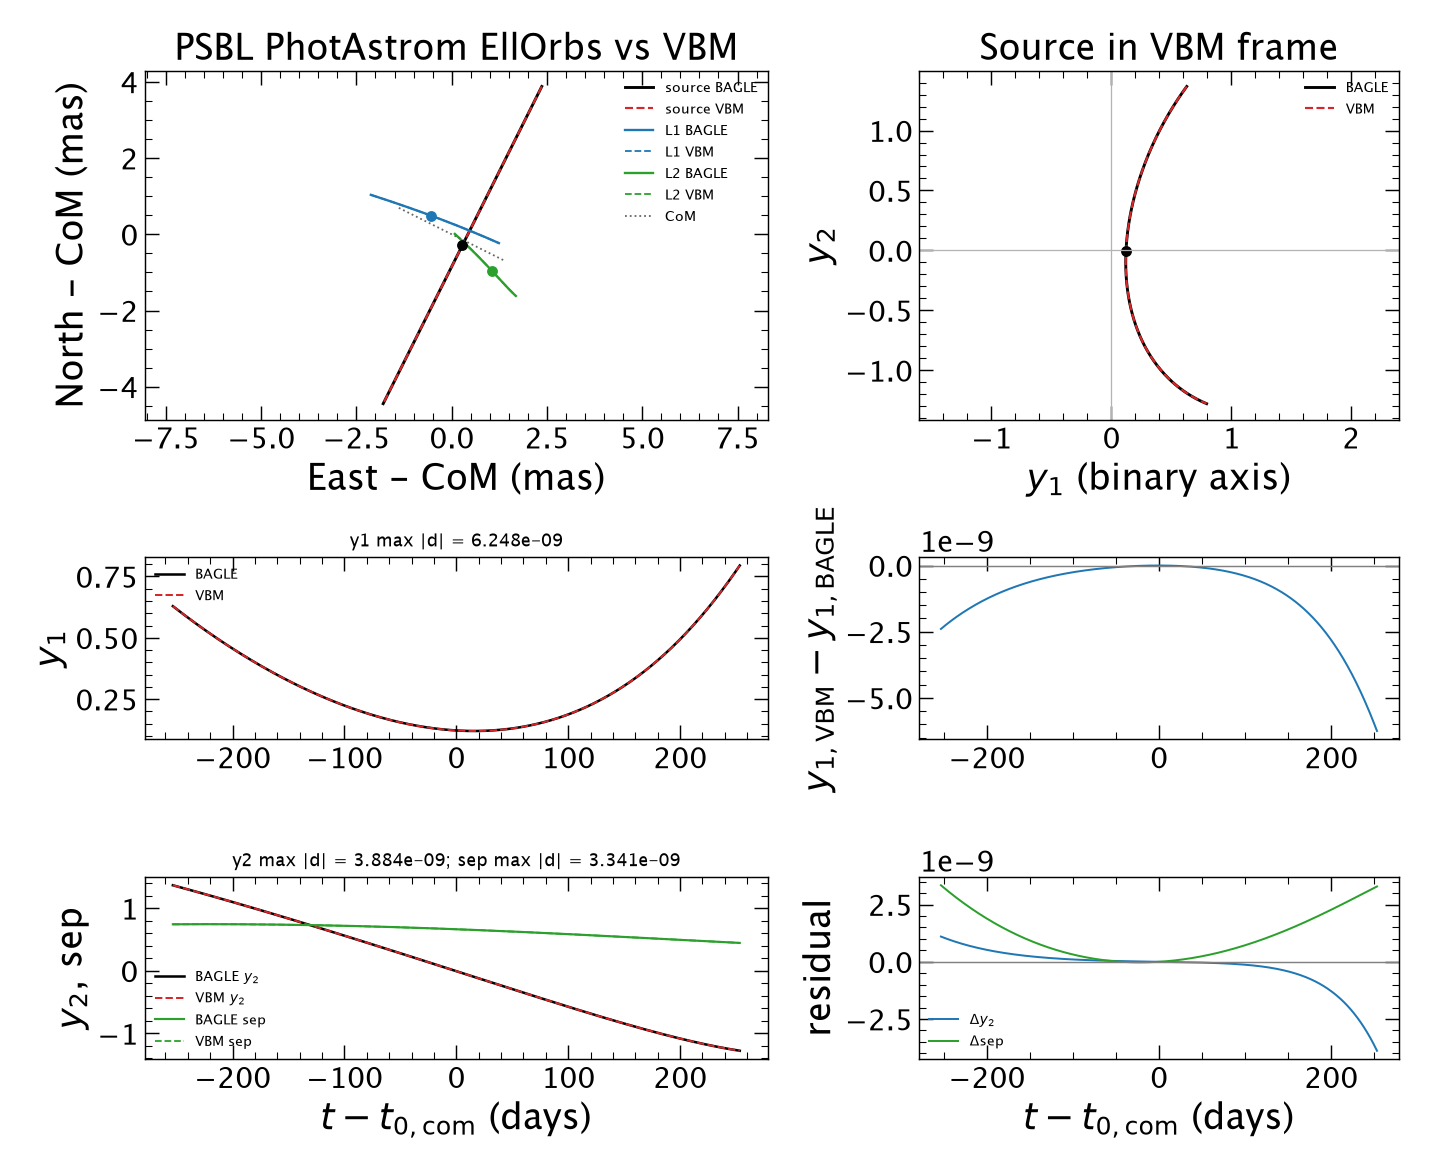 PSBL PhotAstrom EllOrbs vs VBM
North – CoM (mas)
4
2
0
−2
−4
source BAGLE
source VBM
L1 BAGLE
L1 VBM
L2 BAGLE
L2 VBM
CoM
−7.5 −5.0 −2.5 0.0 2.5 5.0 7.5
East – CoM (mas)
Source in VBM frame
y2
1.0
0.5
0.0
−0.5
−1.0
BAGLE
VBM
−1 0 1 2
y1 (binary axis)
y1 max |d| = 6.248e–09
y1
0.75
0.50
0.25
BAGLE
VBM
−200 −100 0 100 200
y1, VBM − y1, BAGLE
1e−9
0.0
−2.5
−5.0
−200 0 200
y2 max |d| = 3.884e–09; sep max |d| = 3.341e–09
y2, sep
1
0
−1
BAGLE y2
VBM y2
BAGLE sep
VBM sep
−200 −100 0 100 200
t − t0, com (days)
residual
1e−9
2.5
0.0
−2.5
Δy2
Δsep
−200 0 200
t − t0, com (days)